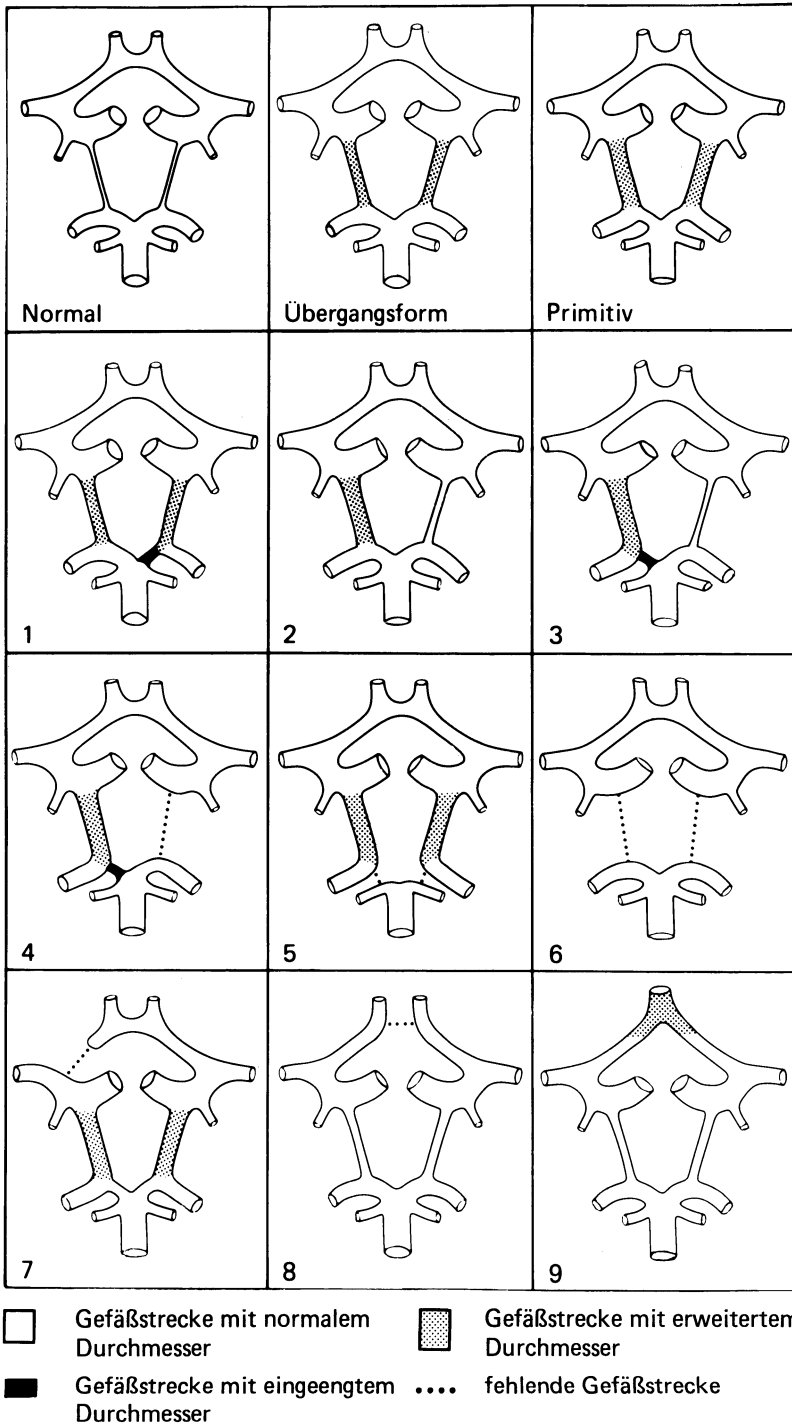 Normal
Übergangsform
Primitiv
1
2
3
4
5
6
7
8
9
Gefäßstrecke mit normalem
Durchmesser
Gefäßstrecke mit erweitertem
Durchmesser
Gefäßstrecke mit eingeengtem
Durchmesser
fehlende Gefäßstrecke